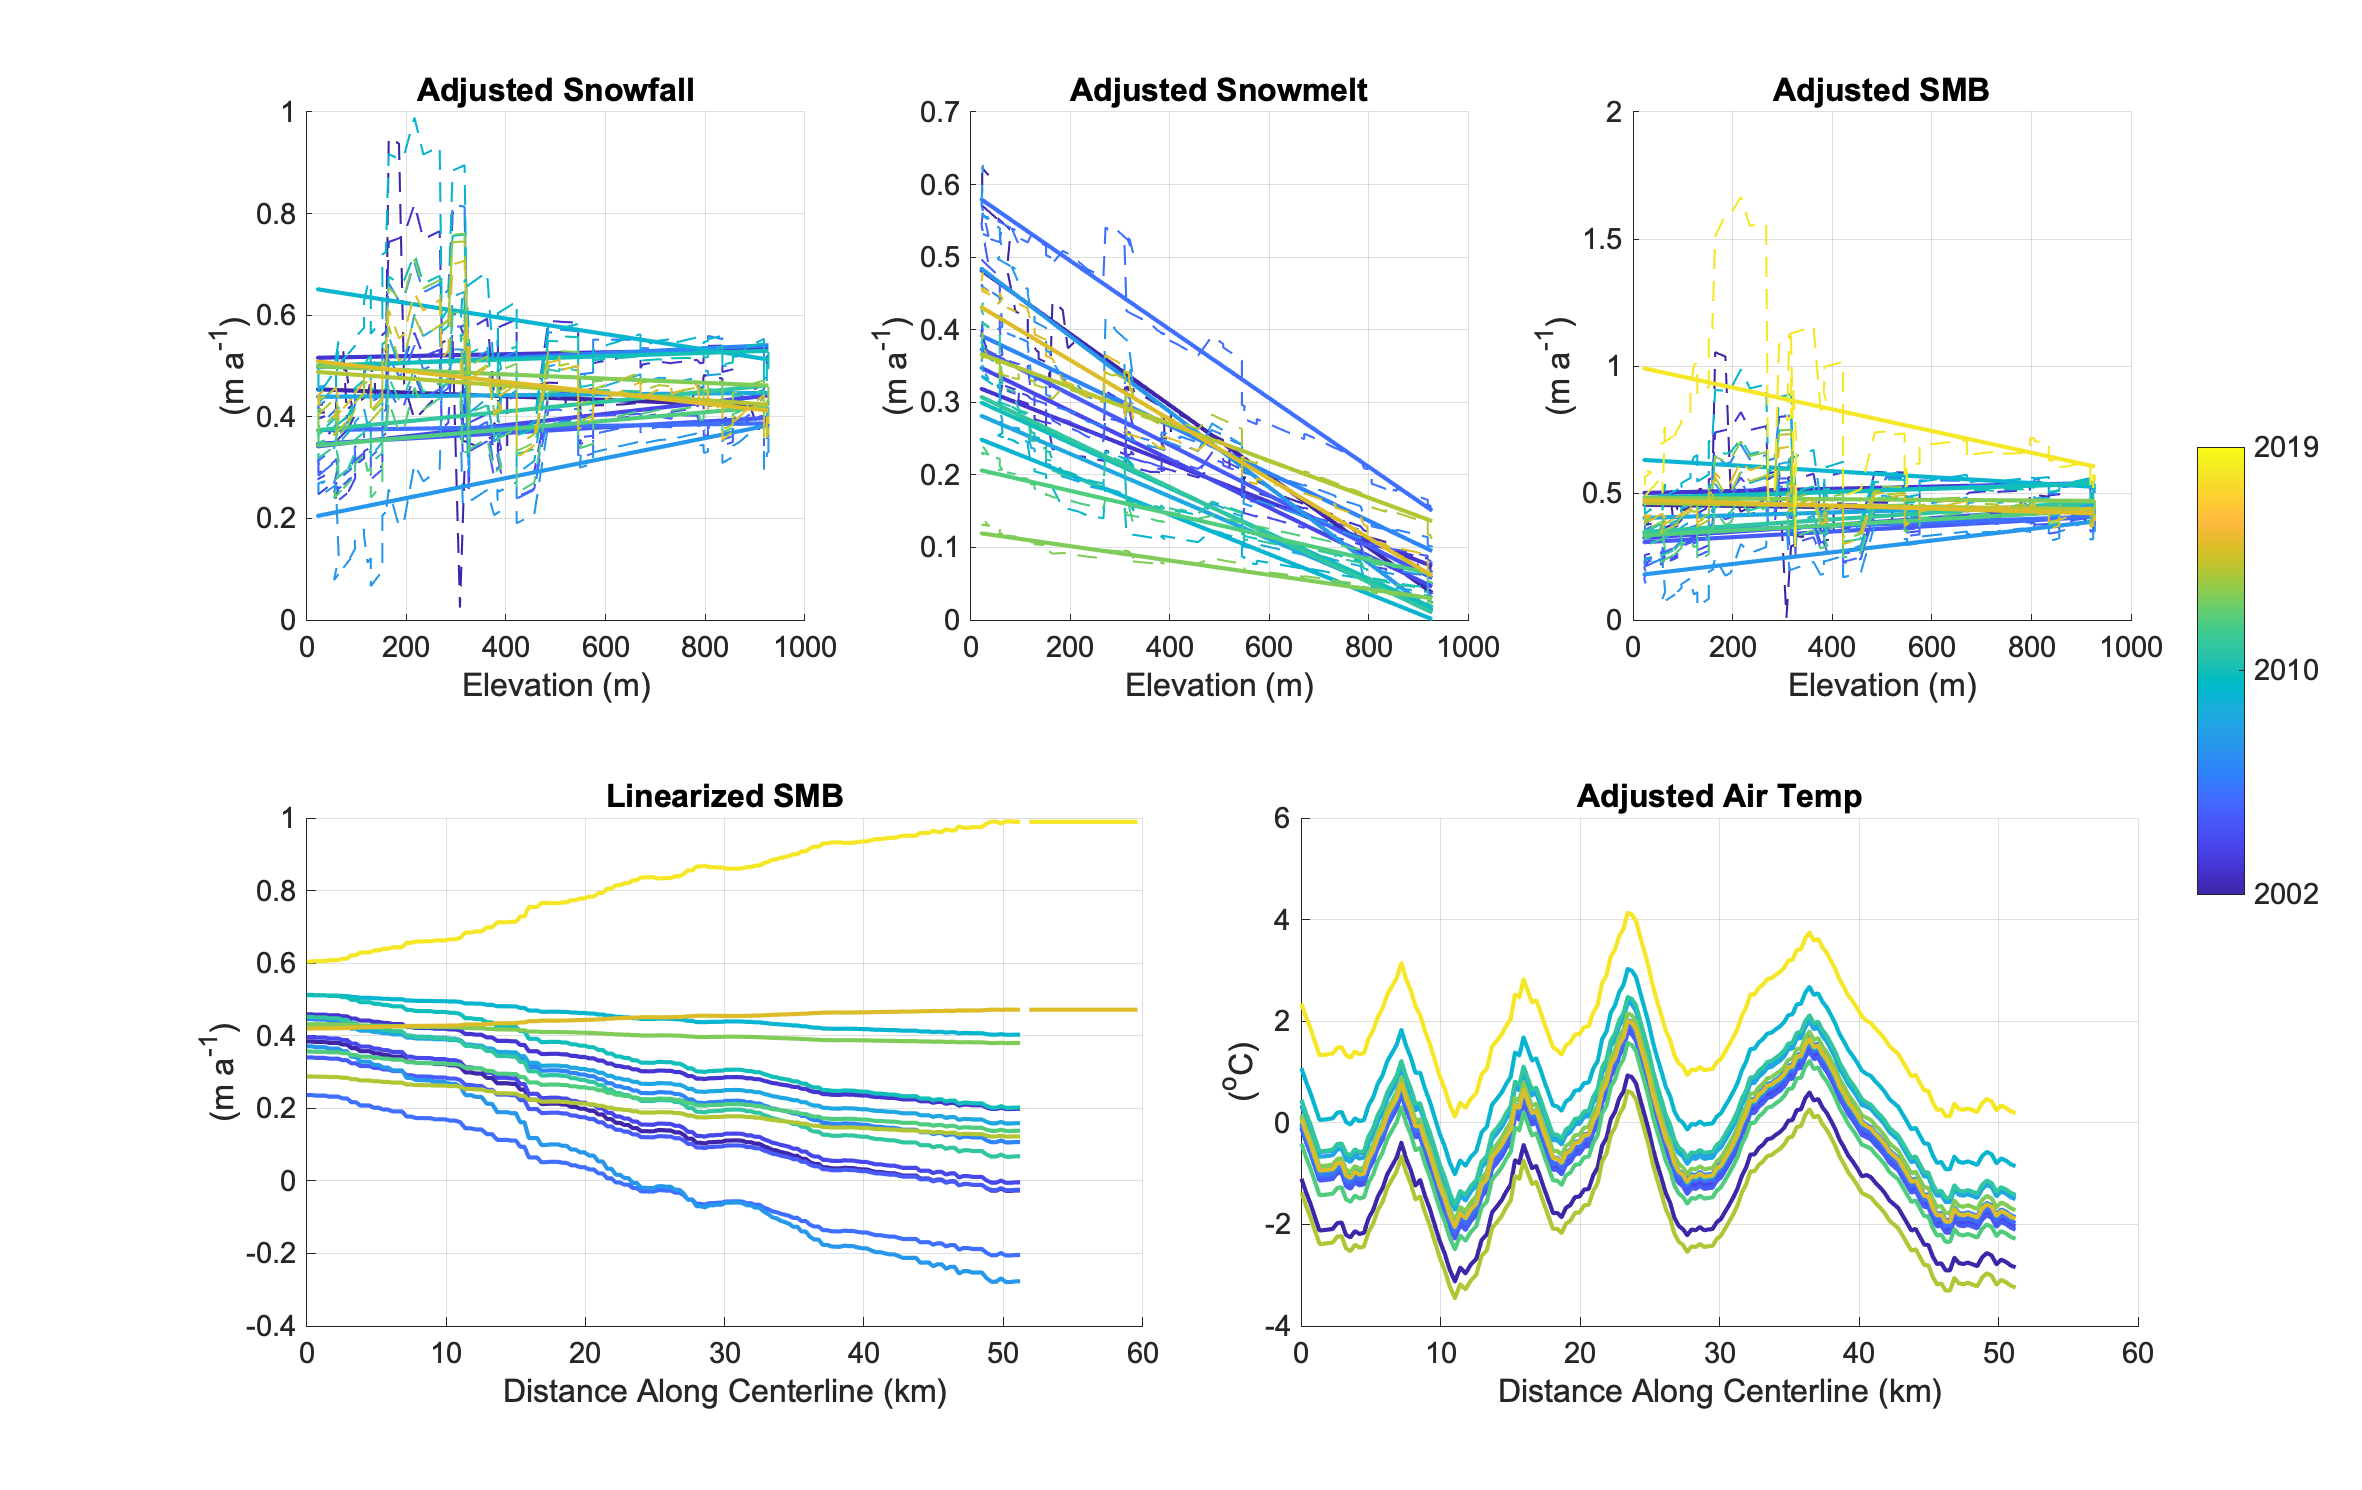 Adjusted Snowfall
1
0.8
0.6
0.4
0.2
0
(m a-1)
0 200 400 600 800 1000
Elevation (m)
Adjusted Snowmelt
0.7
0.6
0.5
0.4
0.3
0.2
0.1
0
(m a-1)
0 200 400 600 800 1000
Elevation (m)
Adjusted SMB
2
1.5
1
0.5
0
(m a-1)
0 200 400 600 800 1000
Elevation (m)
2019
2010
2002
Linearized SMB
1
0.8
0.6
0.4
0.2
0
-0.2
-0.4
(m a-1)
0 10 20 30 40 50 60
Distance Along Centerline (km)
Adjusted Air Temp
6
4
2
0
-2
-4
(oC)
0 10 20 30 40 50 60
Distance Along Centerline (km)